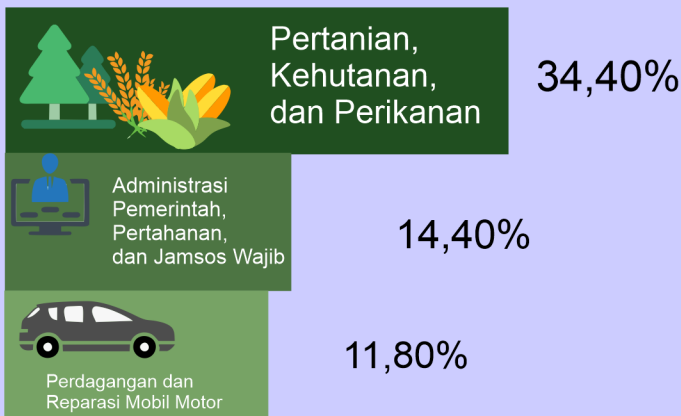 Pertanian,
Kehutanan,
dan Perikanan
34,40%
Administrasi
Pemerintah,
Pertahanan,
dan Jamsos Wajib
14,40%
11,80%
Perdagangan dan
Reparasi Mobil Motor